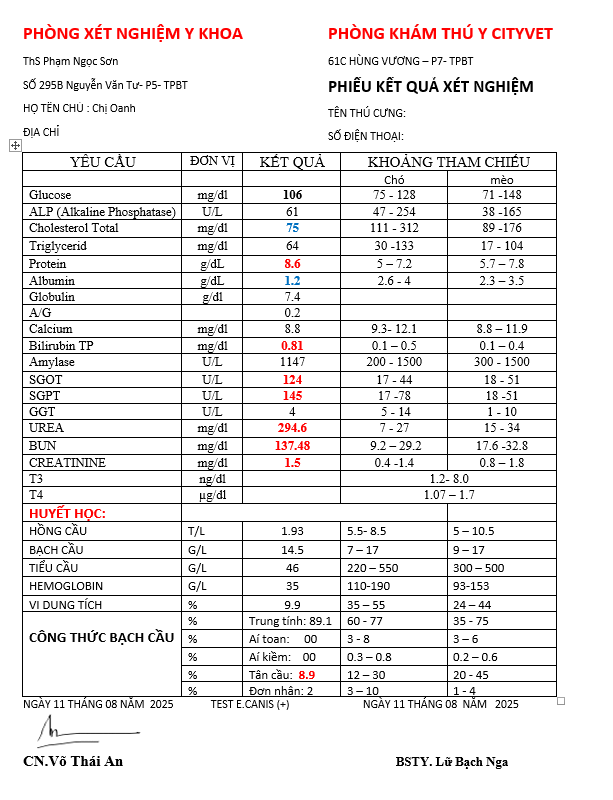 PHÒNG XÉT NGHIỆM Y KHOA PHÒNG KHÁM THÚ Y CITYVET
ThS Phạm Ngọc Sơn 61C HÙNG VƯƠNG – P7- TPBT
SỐ 295B Nguyễn Văn Tư- P5- TPBT PHIẾU KẾT QUẢ XÉT NGHIỆM
HỌ TÊN CHỦ : Chị Oanh TÊN THÚ CƯNG:
ĐỊA CHỈ SỐ ĐIỆN THOẠI:
YÊU CẦU ĐƠN VỊ KẾT QUẢ KHOẢNG THAM CHIẾU
Chó mèo
Glucose mg/dl 106 75 - 128 71 -148
ALP (Alkaline Phosphatase) U/L 61 47 - 254 38 -165
Cholesterol Total mg/dl 75 111 - 312 89 -176
Triglycerid mg/dl 64 30 -133 17 - 104
Protein g/dL 8.6 5 – 7.2 5.7 – 7.8
Albumin g/dL 1.2 2.6 - 4 2.3 – 3.5
Globulin g/dl 7.4
A/G 0.2
Calcium mg/dl 8.8 9.3- 12.1 8.8 – 11.9
Bilirubin TP mg/dl 0.81 0.1 – 0.5 0.1 – 0.4
Amylase U/L 1147 200 - 1500 300 - 1500
SGOT U/L 124 17 - 44 18 - 51
SGPT U/L 145 17 -78 18 -51
GGT U/L 4 5 - 14 1 - 10
UREA mg/dl 294.6 7 - 27 15 - 34
BUN mg/dl 137.48 9.2 – 29.2 17.6 -32.8
CREATININE mg/dl 1.5 0.4 -1.4 0.8 – 1.8
T3 ng/dl 1.2- 8.0
T4 µg/dl 1.07 – 1.7
HUYẾT HỌC:
HỒNG CẦU T/L 1.93 5.5- 8.5 5 – 10.5
BẠCH CẦU G/L 14.5 7 – 17 9 – 17
TIỂU CẦU G/L 46 220 – 550 300 – 500
HEMOGLOBIN G/L 35 110-190 93-153
VI DUNG TÍCH % 9.9 35 – 55 24 – 44
CÔNG THỨC BẠCH CẦU % Trung tính: 89.1 60 - 77 35 - 75
% Aí toan: 00 3 - 8 3 – 6
% Aí kiềm: 00 0.3 – 0.8 0.2 – 0.6
% Tân cầu: 8.9 12 – 30 20 - 45
% Đơn nhân: 2 3 – 10 1 - 4
NGÀY 11 THÁNG 08 NĂM 2025 TEST E.CANIS (+) NGÀY 11 THÁNG 08 NĂM 2025
CN.Võ Thái An BSTY. Lữ Bạch Nga